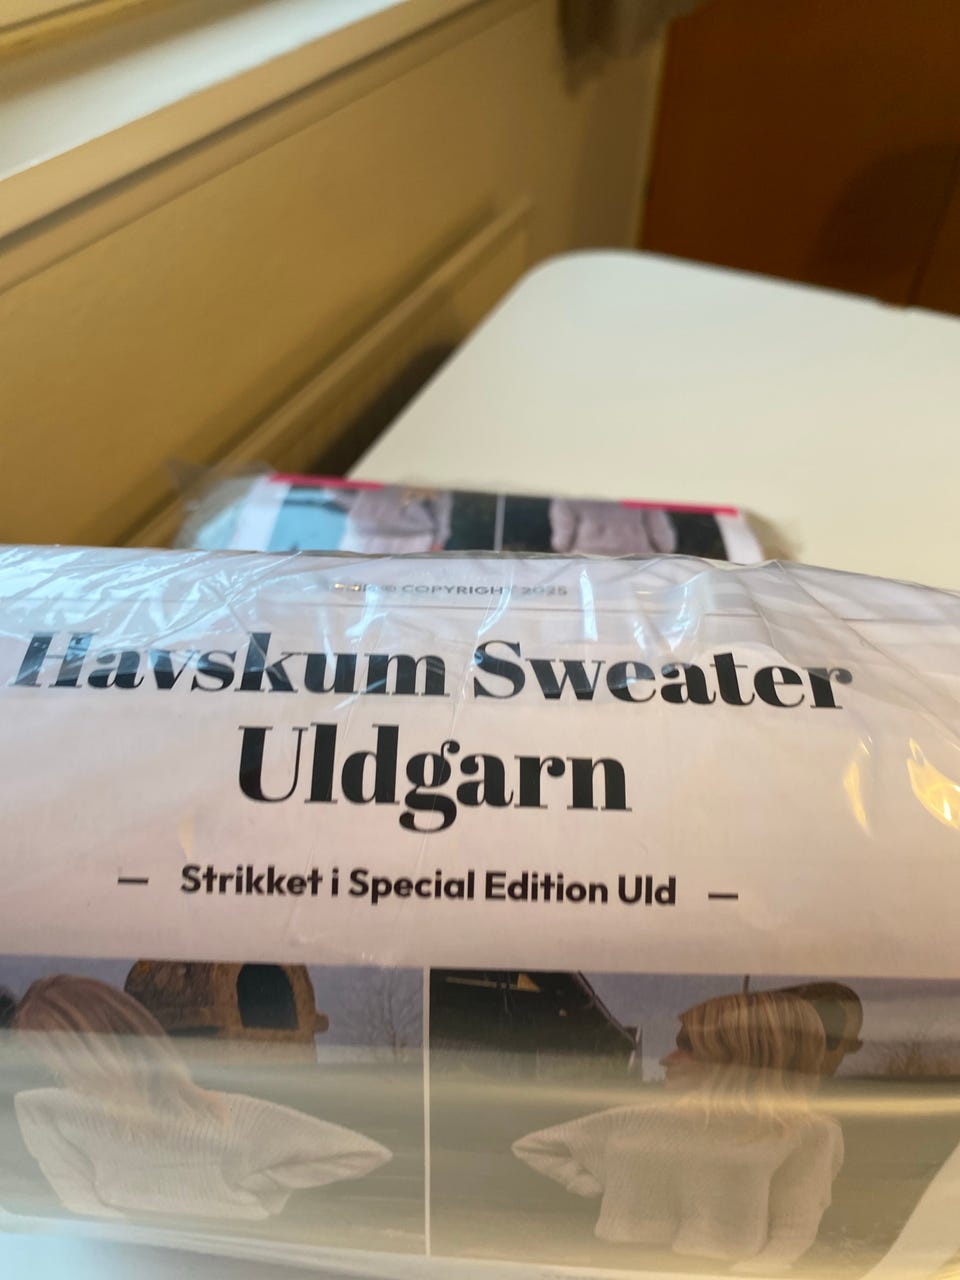 © COPYRIGHT 2025
Havskum Sweater
Uldgarn
— Strikket i Special Edition Uld —